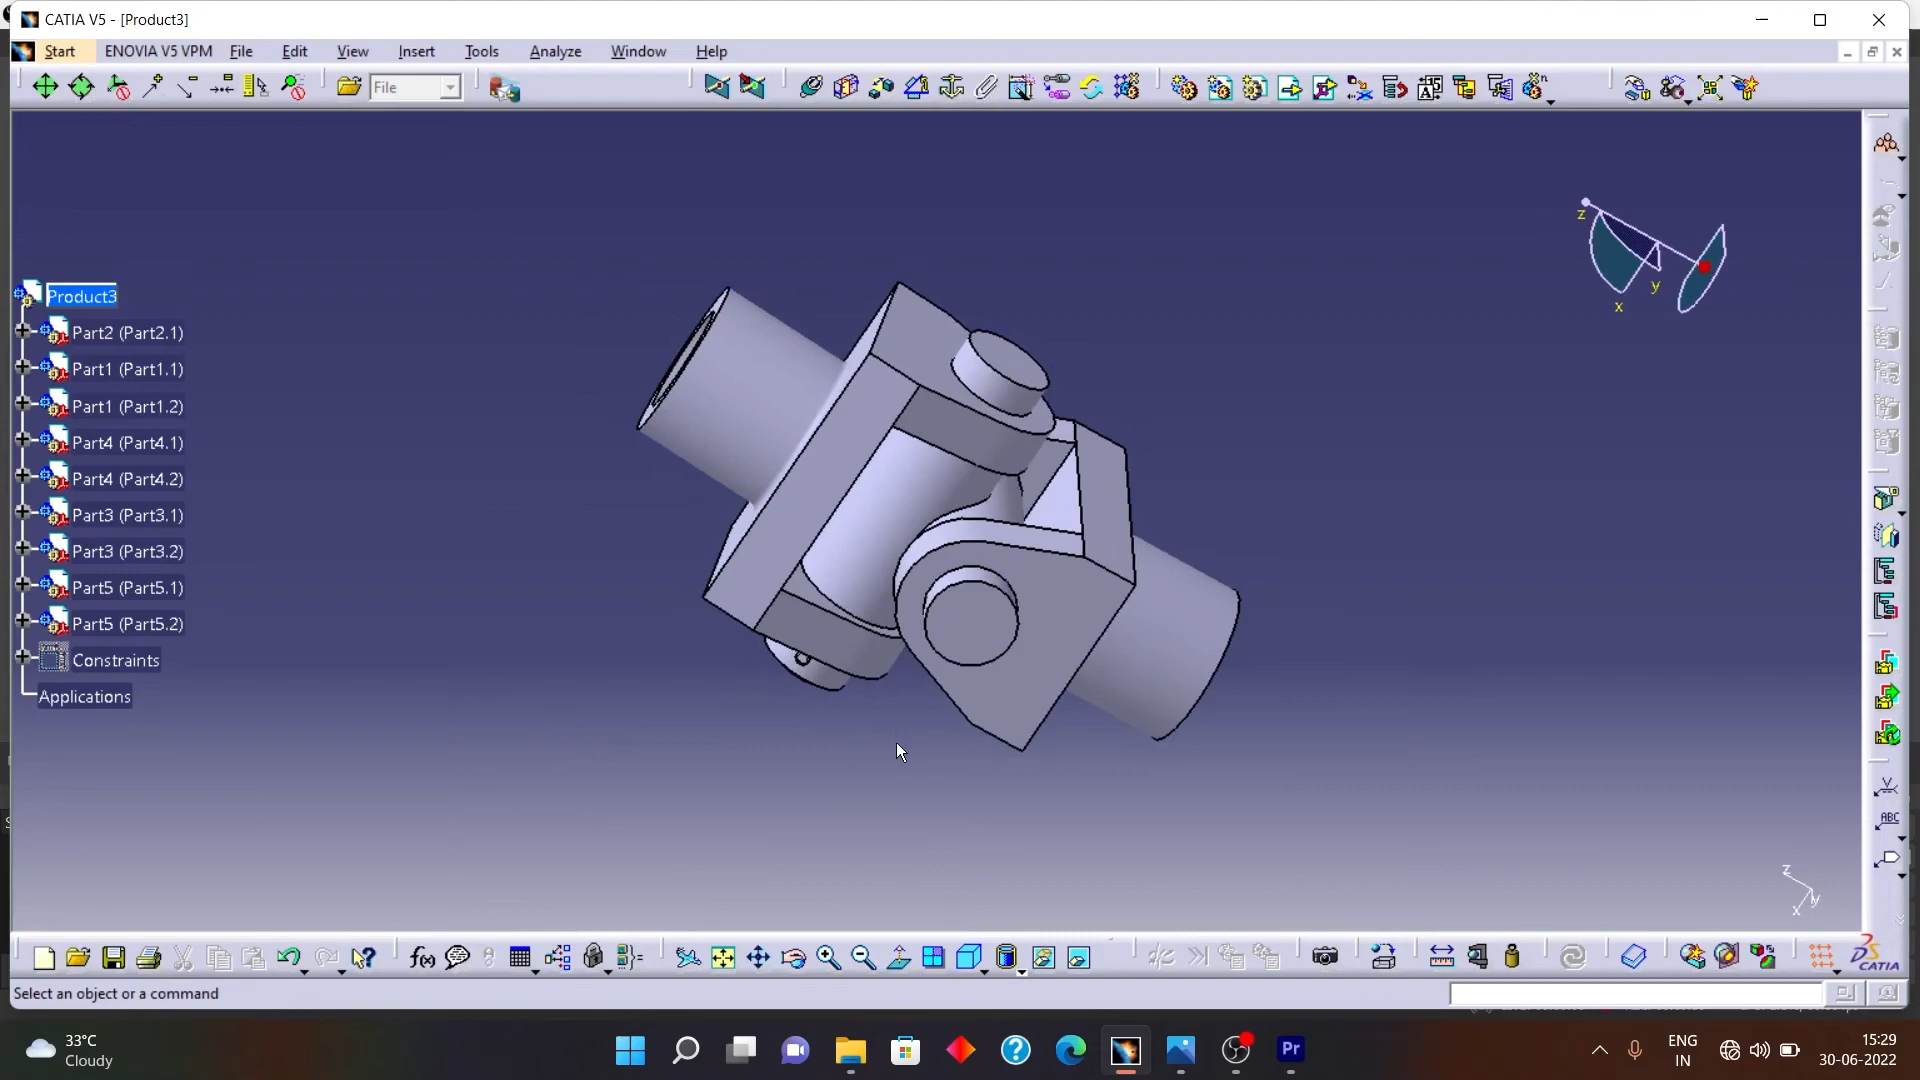 CATIA V5 - [Product3]
Start ENOVIA V5 VPM File Edit View Insert Tools Analyze Window Help
File
z
x
y
Product3
Part2 (Part2.1)
Part1 (Part1.1)
Part1 (Part1.2)
Part4 (Part4.1)
Part4 (Part4.2)
Part3 (Part3.1)
Part3 (Part3.2)
Part5 (Part5.1)
Part5 (Part5.2)
Constraints
Applications
ABC
z
y
x
f(x)
CATIA
Select an object or a command
33°C
Cloudy
Pr
ENG
IN
15:29
30-06-2022